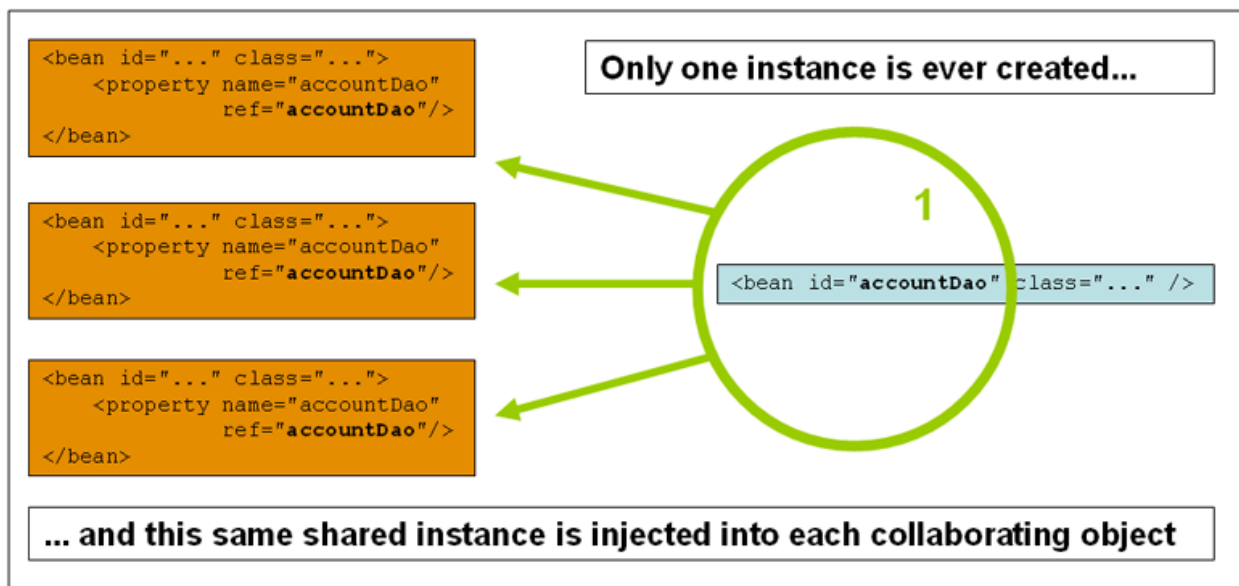 <bean id="..." class="...">
<property name="accountDao"
ref="accountDao"/>
</bean>
Only one instance is ever created...
<bean id="..." class="...">
<property name="accountDao"
ref="accountDao"/>
</bean>
1
<bean id="accountDao" class="..." />
<bean id="..." class="...">
<property name="accountDao"
ref="accountDao"/>
</bean>
... and this same shared instance is injected into each collaborating object